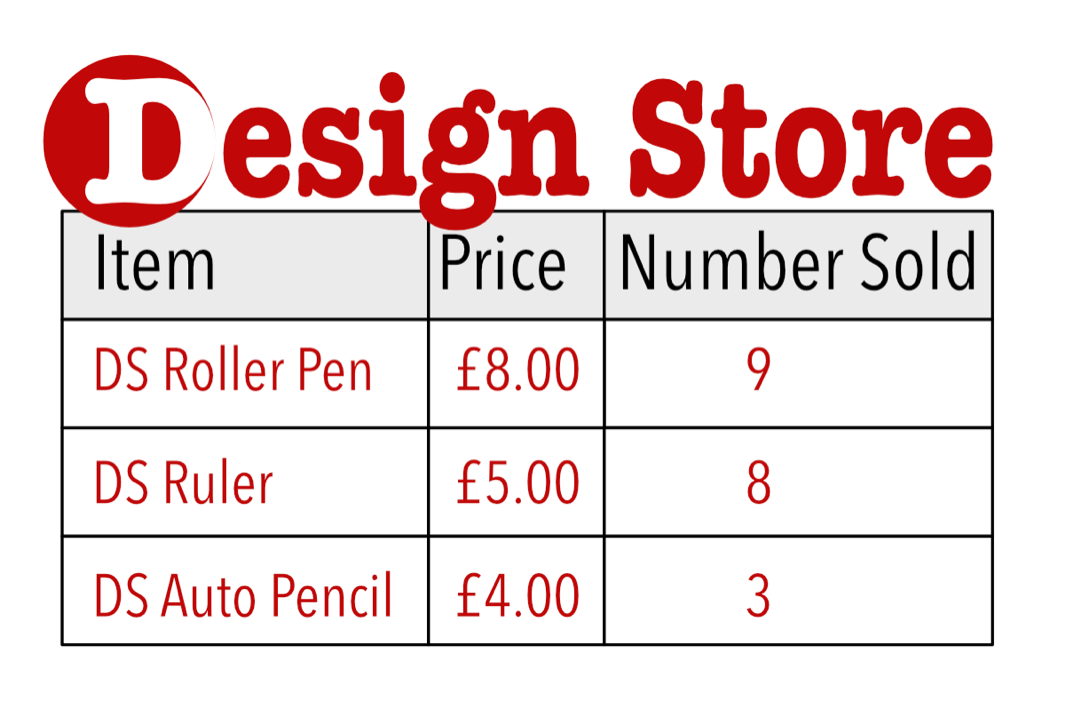 Design Store
Item Price Number Sold
DS Roller Pen £8.00 9
DS Ruler £5.00 8
DS Auto Pencil £4.00 3